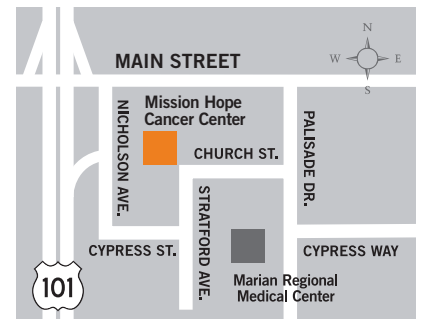 N
W E
S
MAIN STREET
Mission Hope
Cancer Center
NICHOLSON AVE.
CHURCH ST.
PALISADE DR.
STRATFORD AVE.
CYPRESS ST.
CYPRESS WAY
Marian Regional
Medical Center
101